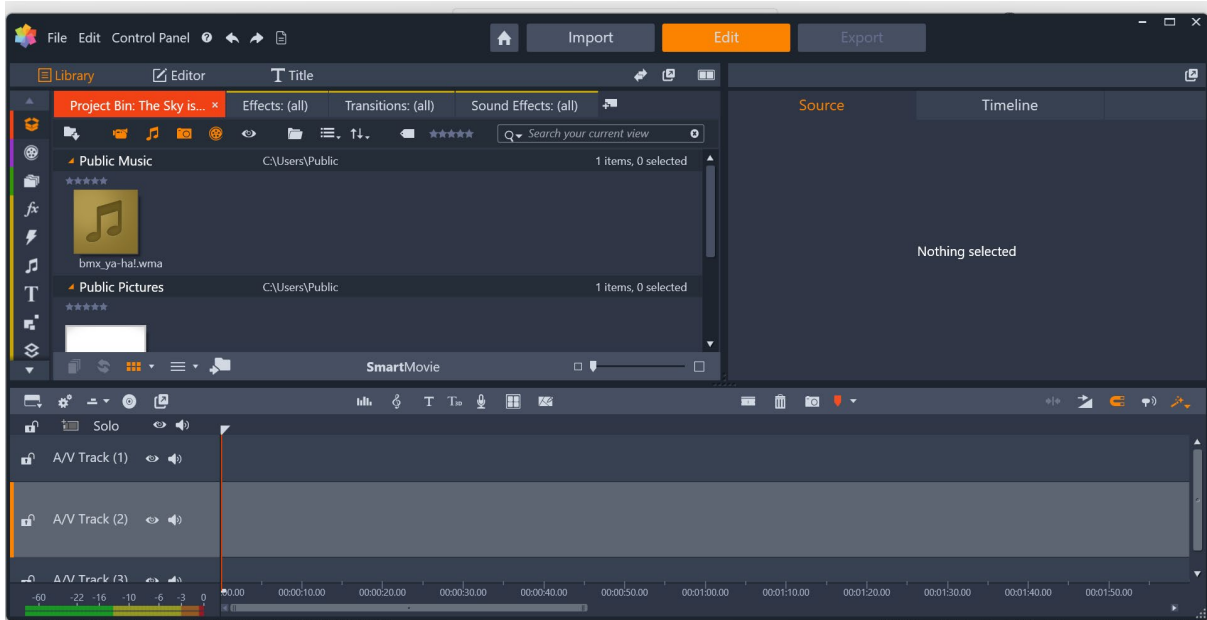 File Edit Control Panel
Import
Edit
Export
Library Editor Title
Project Bin: The Sky is... × Effects: (all) Transitions: (all) Sound Effects: (all)
Source Timeline
Search your current view
Public Music C:\Users\Public 1 items, 0 selected
bmx_ya-ha!.wma
Nothing selected
Public Pictures C:\Users\Public 1 items, 0 selected
SmartMovie
Solo
A/V Track (1)
A/V Track (2)
A/V Track (3)
-60 -22 -16 -10 -6 -3 0
00.00 00:00:10.00 00:00:20.00 00:00:30.00 00:00:40.00 00:00:50.00 00:01:00.00 00:01:10.00 00:01:20.00 00:01:30.00 00:01:40.00 00:01:50.00